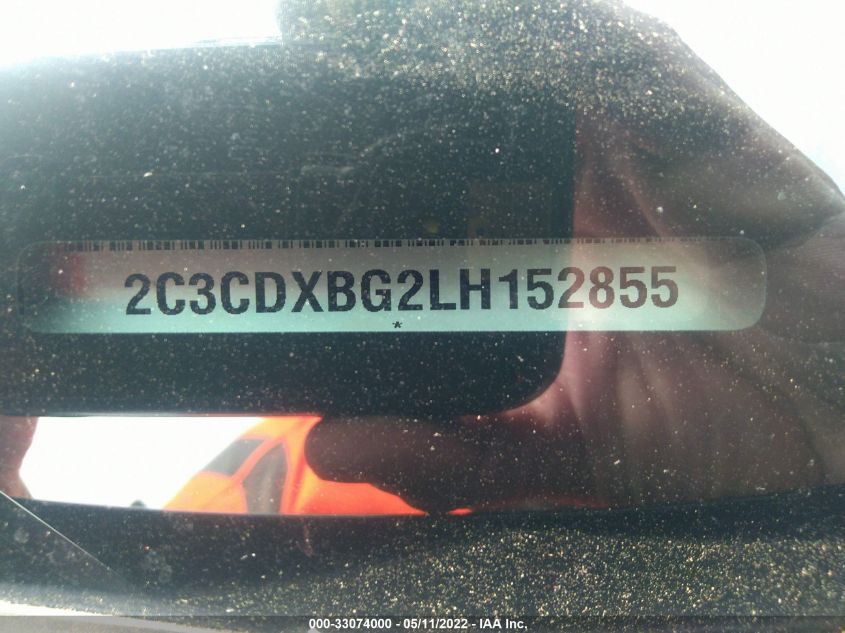 2C3CDXBG2LH152855
*
000-33074000 - 05/11/2022 - IAA Inc,